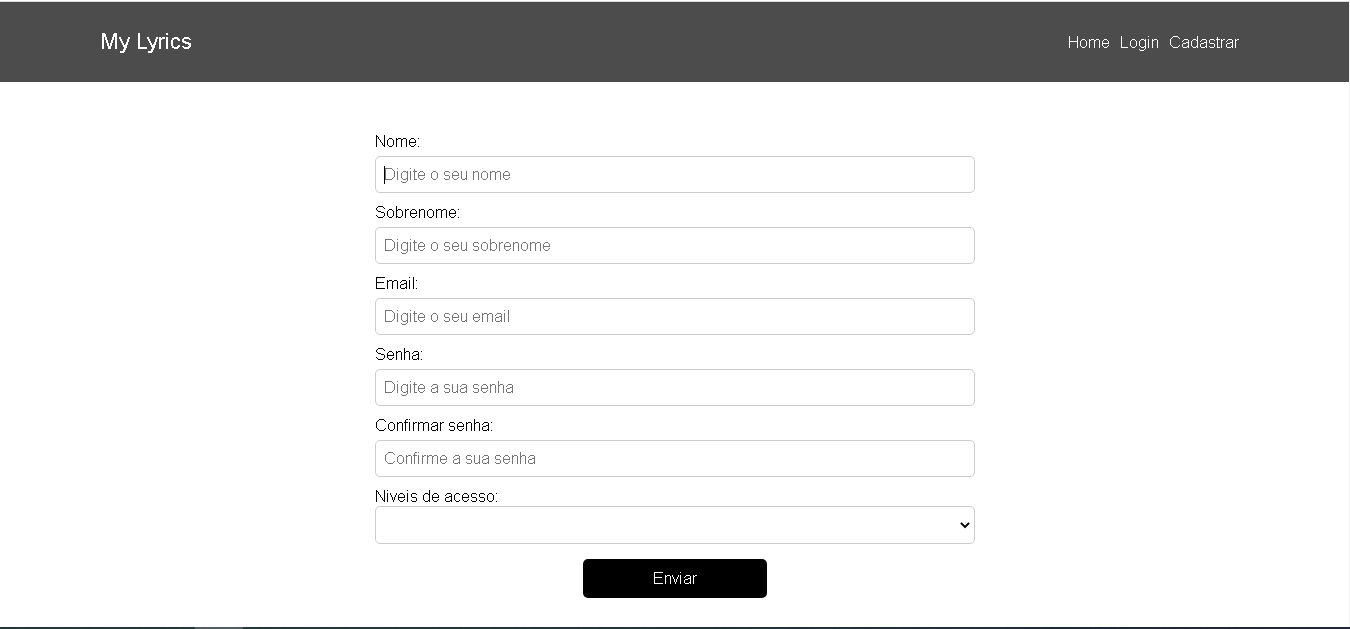 My Lyrics
Home Login Cadastrar
Nome:
Digite o seu nome
Sobrenome:
Digite o seu sobrenome
Email:
Digite o seu email
Senha:
Digite a sua senha
Confirmar senha:
Confirme a sua senha
Niveis de acesso:
Enviar